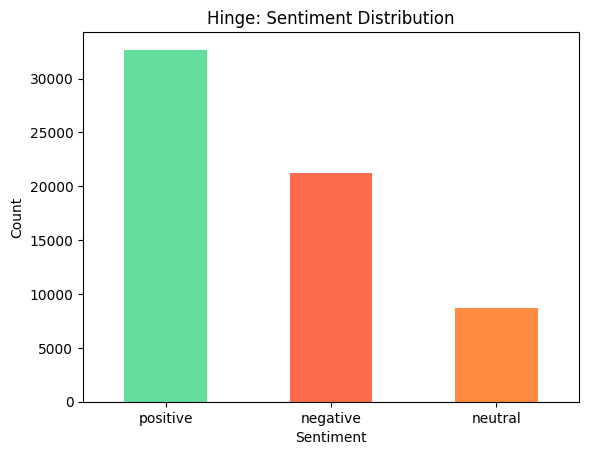 Hinge: Sentiment Distribution
Count
30000
25000
20000
15000
10000
5000
0
positive negative neutral
Sentiment